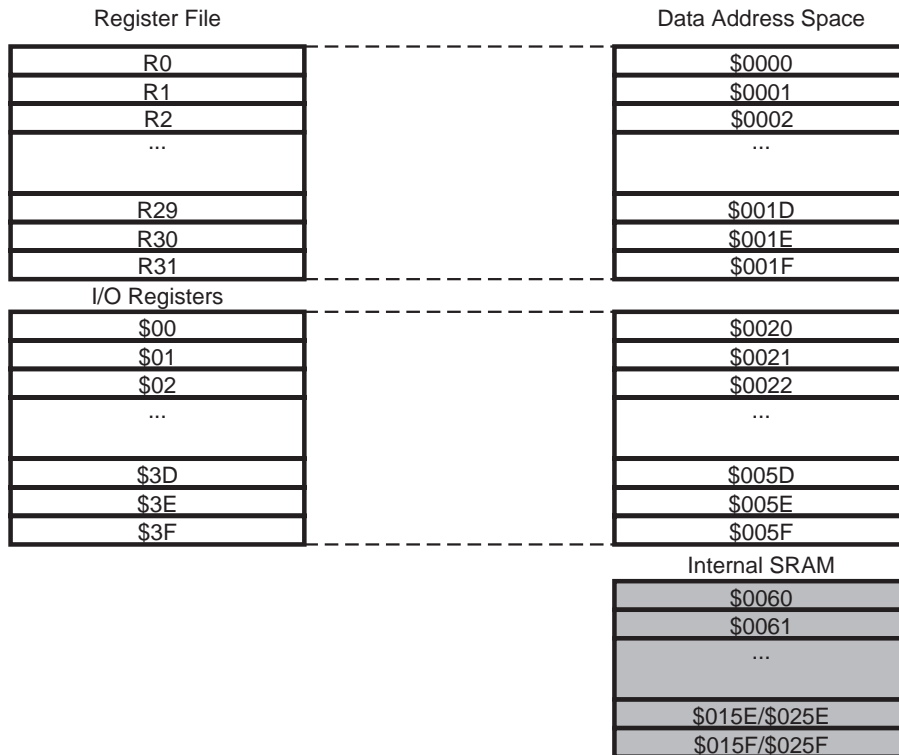 Register File Data Address Space
R0 $0000
R1 $0001
R2 $0002
... ...
R29 $001D
R30 $001E
R31 $001F
I/O Registers
$00 $0020
$01 $0021
$02 $0022
... ...
$3D $005D
$3E $005E
$3F $005F
Internal SRAM
$0060
$0061
...
$015E/$025E
$015F/$025F